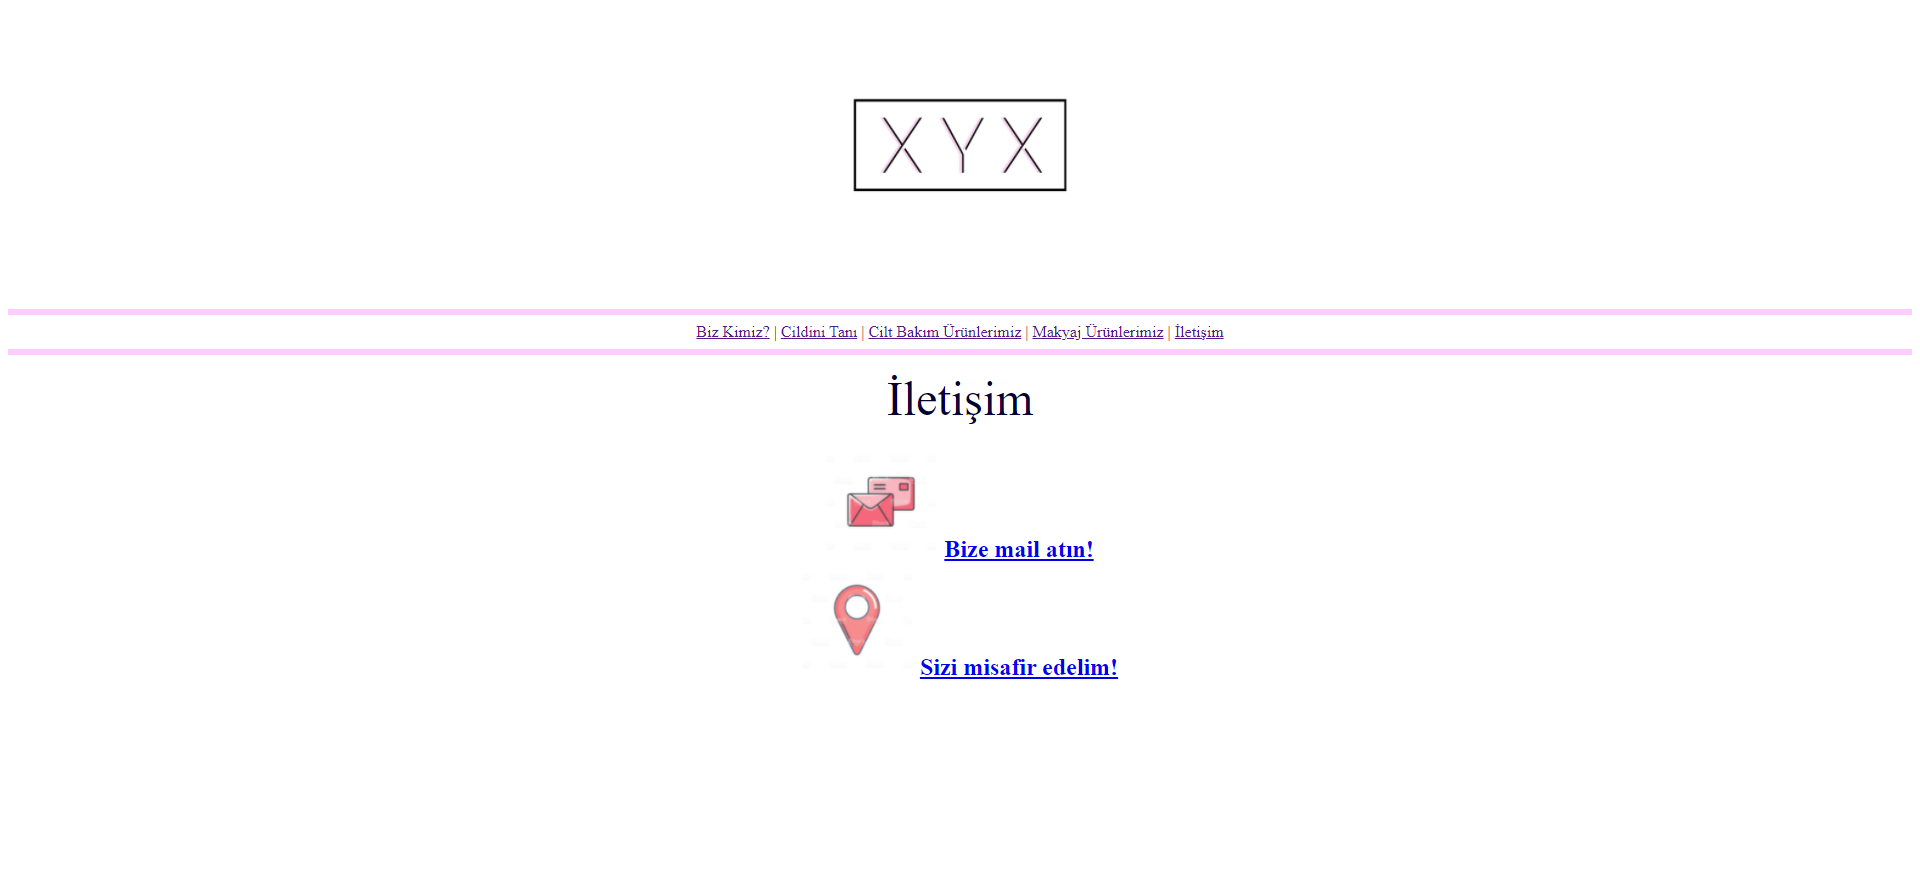 XYX
Biz Kimiz? | Cildini Tanı | Cilt Bakım Ürünlerimiz | Makyaj Ürünlerimiz | İletişim
İletişim
Bize mail atın!
Sizi misafir edelim!